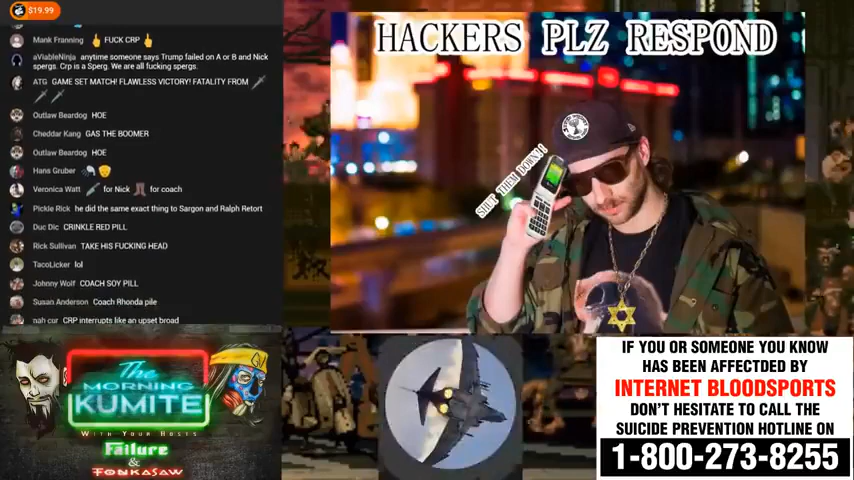 $19.99
Mank Franning 🖕 FUCK CRP 🖕
aViableNinja anytime someone says Trump failed on A or B and Nick
spergs. Crp is a Sperg. We are all fucking spergs.
ATG GAME SET MATCH! FLAWLESS VICTORY! FATALITY FROM 🗡
🗡 🗡
Outlaw Beardog HOE
Cheddar Kang GAS THE BOOMER
Outlaw Beardog HOE
Hans Gruber
Veronica Watt for Nick for coach
Pickle Rick he did the same exact thing to Sargon and Ralph Retort
Duc Dic CRINKLE RED PILL
Rick Sullivan TAKE HIS FUCKING HEAD
TacoLicker lol
Johnny Wolf COACH SOY PILL
Susan Anderson Coach Rhonda pile
nah cur CRP interrupts like an upset broad
HACKERS PLZ RESPOND
SHUT THEM DOWN!!
The
MORNING
KUMITE
With Your Hosts
Failure
&
TONKASAW
IF YOU OR SOMEONE YOU KNOW
HAS BEEN AFFECTDED BY
INTERNET BLOODSPORTS
DON'T HESITATE TO CALL THE
SUICIDE PREVENTION HOTLINE ON
1-800-273-8255